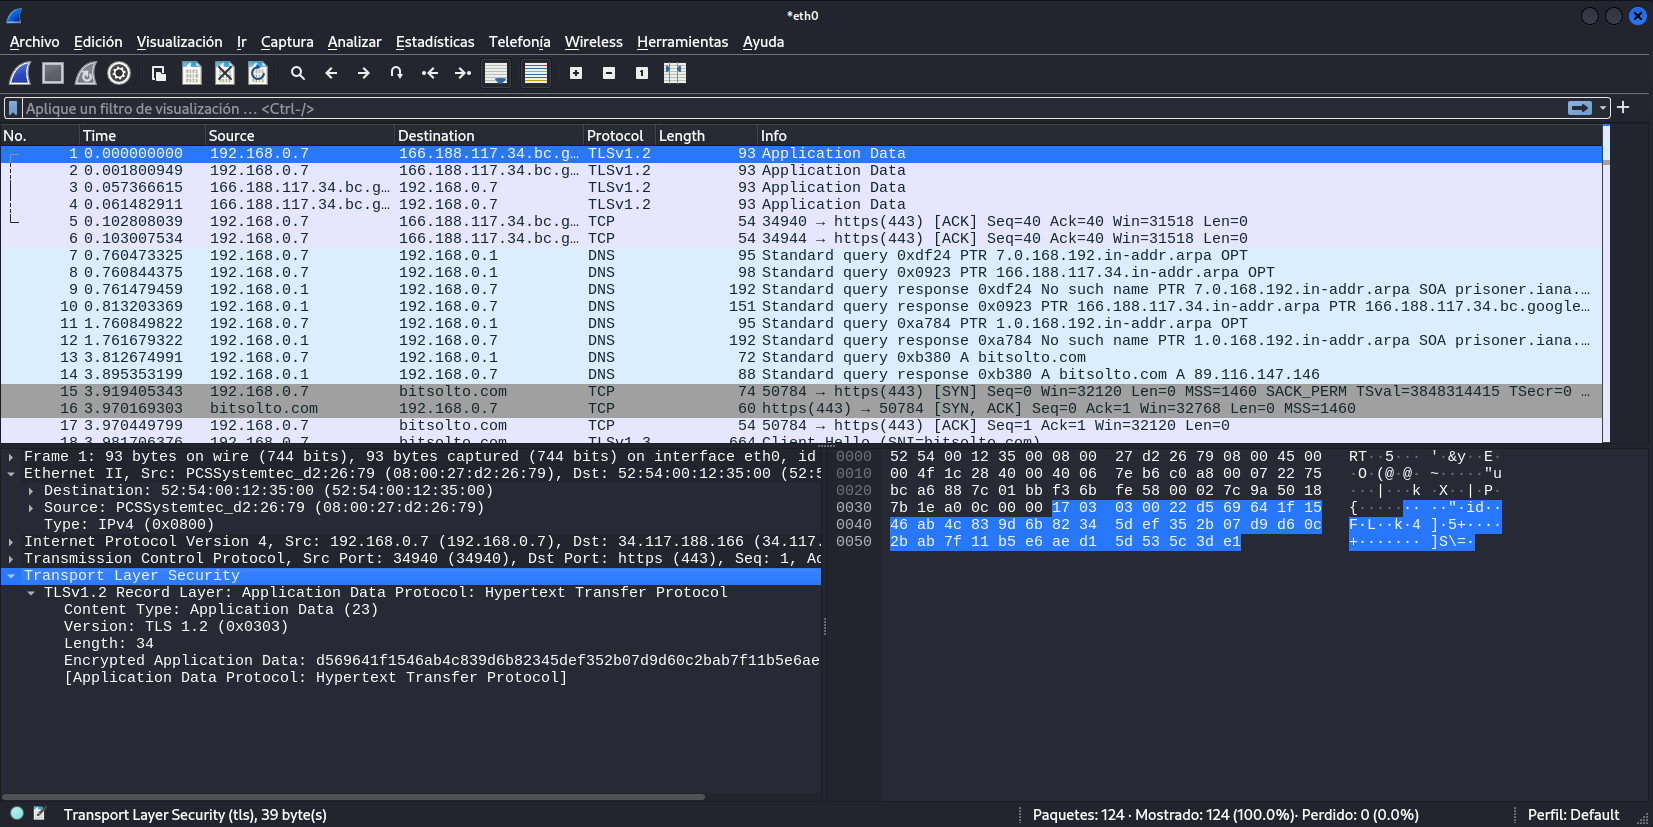 *eth0
Archivo Edición Visualización Ir Captura Analizar Estadísticas Telefonía Wireless Herramientas Ayuda
Aplique un filtro de visualización ... <Ctrl-/>
No. Time Source Destination Protocol Length Info
1 0.000000000 192.168.0.7 166.188.117.34.bc.g… TLSv1.2 93 Application Data
2 0.001800949 192.168.0.7 166.188.117.34.bc.g… TLSv1.2 93 Application Data
3 0.057366615 166.188.117.34.bc.g… 192.168.0.7 TLSv1.2 93 Application Data
4 0.061482911 166.188.117.34.bc.g… 192.168.0.7 TLSv1.2 93 Application Data
5 0.102808039 192.168.0.7 166.188.117.34.bc.g… TCP 54 34940 → https(443) [ACK] Seq=40 Ack=40 Win=31518 Len=0
6 0.103007534 192.168.0.7 166.188.117.34.bc.g… TCP 54 34944 → https(443) [ACK] Seq=40 Ack=40 Win=31518 Len=0
7 0.760473325 192.168.0.7 192.168.0.1 DNS 95 Standard query 0xdf24 PTR 7.0.168.192.in-addr.arpa OPT
8 0.760844375 192.168.0.7 192.168.0.1 DNS 98 Standard query 0x0923 PTR 166.188.117.34.in-addr.arpa OPT
9 0.761479459 192.168.0.1 192.168.0.7 DNS 192 Standard query response 0xdf24 No such name PTR 7.0.168.192.in-addr.arpa SOA prisoner.iana.…
10 0.813203369 192.168.0.1 192.168.0.7 DNS 151 Standard query response 0x0923 PTR 166.188.117.34.in-addr.arpa PTR 166.188.117.34.bc.google…
11 1.760849822 192.168.0.7 192.168.0.1 DNS 95 Standard query 0xa784 PTR 1.0.168.192.in-addr.arpa OPT
12 1.761679322 192.168.0.1 192.168.0.7 DNS 192 Standard query response 0xa784 No such name PTR 1.0.168.192.in-addr.arpa SOA prisoner.iana.…
13 3.812674991 192.168.0.7 192.168.0.1 DNS 72 Standard query 0xb380 A bitsolto.com
14 3.895353199 192.168.0.1 192.168.0.7 DNS 88 Standard query response 0xb380 A bitsolto.com A 89.116.147.146
15 3.919405343 192.168.0.7 bitsolto.com TCP 74 50784 → https(443) [SYN] Seq=0 Win=32120 Len=0 MSS=1460 SACK_PERM TSval=3848314415 TSecr=0 …
16 3.970169303 bitsolto.com 192.168.0.7 TCP 60 https(443) → 50784 [SYN, ACK] Seq=0 Ack=1 Win=32768 Len=0 MSS=1460
17 3.970449799 192.168.0.7 bitsolto.com TCP 54 50784 → https(443) [ACK] Seq=1 Ack=1 Win=32120 Len=0
18 3.981706376 192.168.0.7 bitsolto.com TLSv1.3 664 Client Hello (SNI=bitsolto.com)
Frame 1: 93 bytes on wire (744 bits), 93 bytes captured (744 bits) on interface eth0, id
Ethernet II, Src: PCSSystemtec_d2:26:79 (08:00:27:d2:26:79), Dst: 52:54:00:12:35:00 (52:5
Destination: 52:54:00:12:35:00 (52:54:00:12:35:00)
Source: PCSSystemtec_d2:26:79 (08:00:27:d2:26:79)
Type: IPv4 (0x0800)
Internet Protocol Version 4, Src: 192.168.0.7 (192.168.0.7), Dst: 34.117.188.166 (34.117.
Transmission Control Protocol, Src Port: 34940 (34940), Dst Port: https (443), Seq: 1, Ac
Transport Layer Security
TLSv1.2 Record Layer: Application Data Protocol: Hypertext Transfer Protocol
Content Type: Application Data (23)
Version: TLS 1.2 (0x0303)
Length: 34
Encrypted Application Data: d569641f1546ab4c839d6b82345def352b07d9d60c2bab7f11b5e6ae
[Application Data Protocol: Hypertext Transfer Protocol]
0000 52 54 00 12 35 00 08 00 27 d2 26 79 08 00 45 00 RT··5··· '·&y··E·
0010 00 4f 1c 28 40 00 40 06 7e b6 c0 a8 00 07 22 75 ·O·(@·@· ~·····"u
0020 bc a6 88 7c 01 bb f3 6b fe 58 00 02 7c 9a 50 18 ···|···k ·X··|·P·
0030 7b 1e a0 0c 00 00 17 03 03 00 22 d5 69 64 1f 15 {······· ··"·id··
0040 46 ab 4c 83 9d 6b 82 34 5d ef 35 2b 07 d9 d6 0c F·L··k·4 ]·5+····
0050 2b ab 7f 11 b5 e6 ae d1 5d 53 5c 3d e1 +······· ]S\=·
Transport Layer Security (tls), 39 byte(s)
Paquetes: 124 · Mostrado: 124 (100.0%)· Perdido: 0 (0.0%)
Perfil: Default